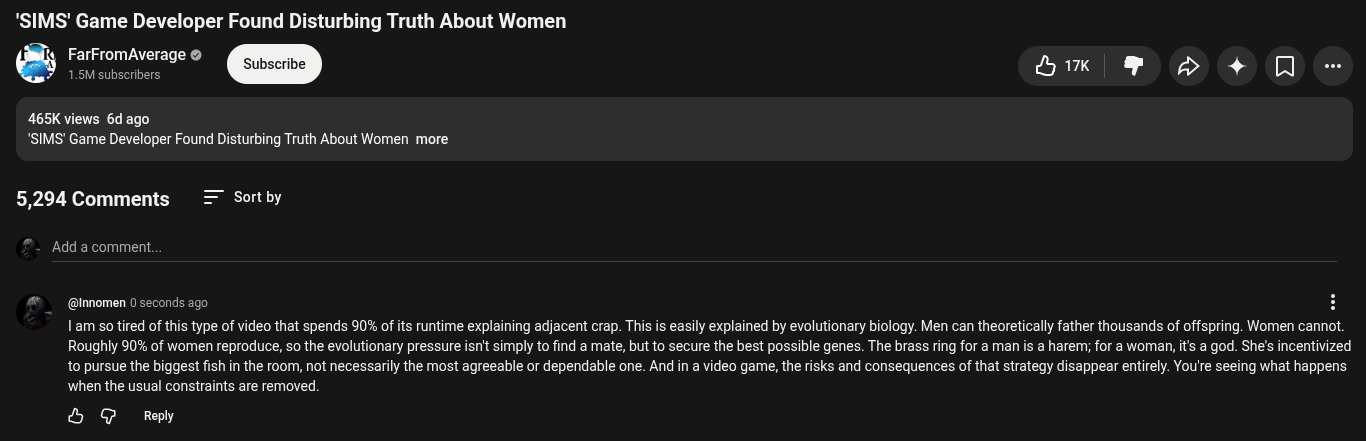 'SIMS' Game Developer Found Disturbing Truth About Women
FarFromAverage
1.5M subscribers
Subscribe
17K
465K views 6d ago
'SIMS' Game Developer Found Disturbing Truth About Women more
5,294 Comments
Sort by
Add a comment...
@Innomen 0 seconds ago
I am so tired of this type of video that spends 90% of its runtime explaining adjacent crap. This is easily explained by evolutionary biology. Men can theoretically father thousands of offspring. Women cannot.
Roughly 90% of women reproduce, so the evolutionary pressure isn't simply to find a mate, but to secure the best possible genes. The brass ring for a man is a harem; for a woman, it's a god. She's incentivized
to pursue the biggest fish in the room, not necessarily the most agreeable or dependable one. And in a video game, the risks and consequences of that strategy disappear entirely. You're seeing what happens
when the usual constraints are removed.
Reply